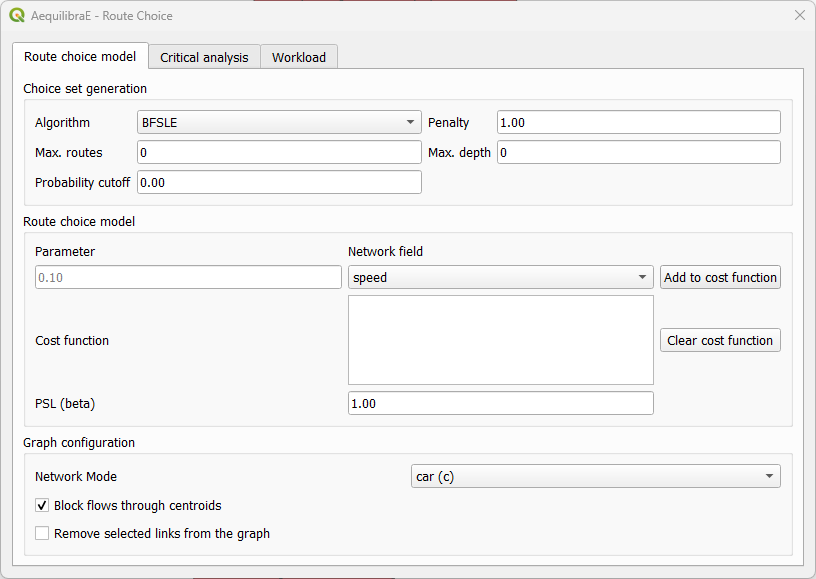 AequilibraE - Route Choice
Route choice model Critical analysis Workload
Choice set generation
Algorithm BFSLE Penalty 1.00
Max. routes 0 Max. depth 0
Probability cutoff 0.00
Route choice model
Parameter Network field
0.10 speed Add to cost function
Cost function Clear cost function
PSL (beta) 1.00
Graph configuration
Network Mode car (c)
Block flows through centroids
Remove selected links from the graph